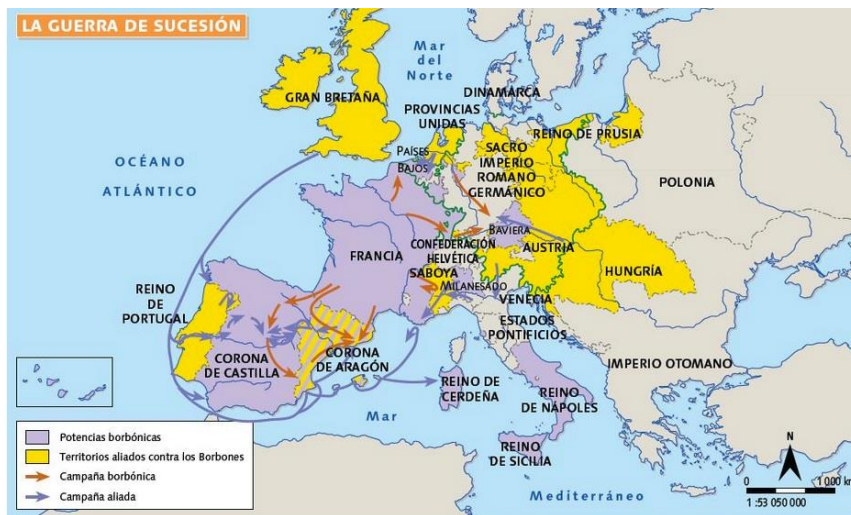 LA GUERRA DE SUCESIÓN
Mar
del
Norte
DINAMARCA
GRAN BRETAÑA
PROVINCIAS
UNIDAS
REINO DE PRUSIA
OCÉANO
ATLÁNTICO
PAÍSES
BAJOS
SACRO
IMPERIO
ROMANO
GERMÁNICO
POLONIA
BAVIERA
CONFEDERACIÓN
HELVÉTICA
AUSTRIA
FRANCIA
SABOYA
HUNGRÍA
MILANESADO
REINO
DE
PORTUGAL
VENECIA
ESTADOS
PONTIFICIOS
CORONA
DE CASTILLA
CORONA
DE ARAGÓN
IMPERIO OTOMANO
REINO DE
CERDEÑA
REINO
DE NÁPOLES
Mar
REINO
DE SICILIA
Mediterráneo
Potencias borbónicas
Territorios aliados contra los Borbones
Campaña borbónica
Campaña aliada
N
0 1 000 km
1 :53 050 000